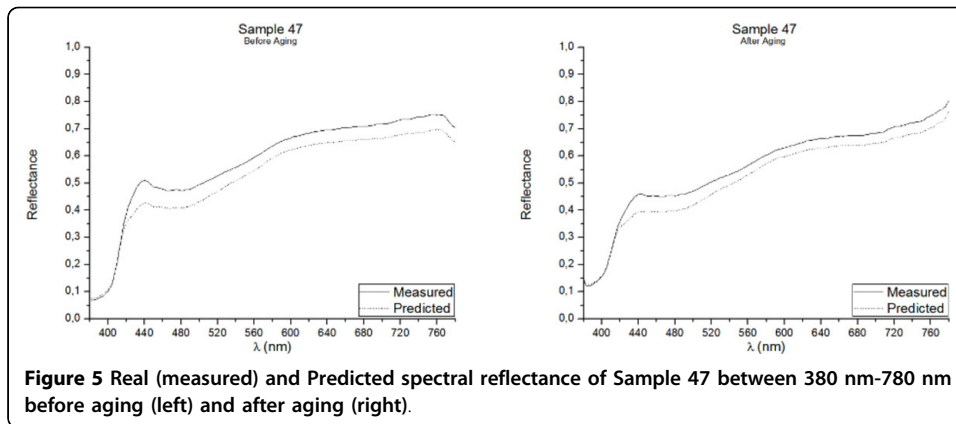 Sample 47
Before Aging
1,0
0,9
0,8
0,7
0,6
0,5
0,4
0,3
0,2
0,1
0,0
Reflectance
400 440 480 520 560 600 640 680 720 760
λ (nm)
Measured
Predicted
Sample 47
After Aging
1,0
0,9
0,8
0,7
0,6
0,5
0,4
0,3
0,2
0,1
0,0
Reflectance
400 440 480 520 560 600 640 680 720 760
λ (nm)
Measured
Predicted
Figure 5 Real (measured) and Predicted spectral reflectance of Sample 47 between 380 nm-780 nm
before aging (left) and after aging (right).